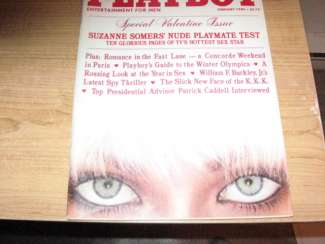 PLAYBOY
ENTERTAINMENT FOR MEN
Special Valentine Issue
SUZANNE SOMERS' NUDE PLAYMATE TEST
TEN GLORIOUS PAGES OF TV'S HOTTEST SEX STAR
Plus: Romance in the Fast Lane — a Concorde Weekend
in Paris ♥ Playboy's Guide to the Winter Olympics ♥ A
Roasing Look at the Year in Sex ♥ William F. Buckley, Jr.'s
Latest Spy Thriller ♥ The Slick New Face of the K.K.K.
♥ Top Presidential Adviser Patrick Caddell Interviewed